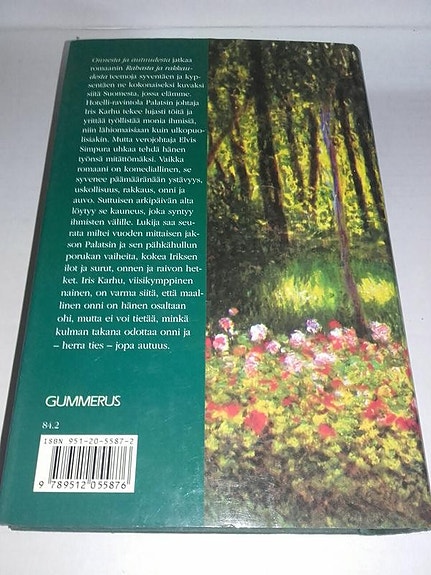 Onnesta ja autuudesta jatkaa
romaanin Rahasta ja rakkau-
desta teemoja syventäen ja kyp-
sentäen ne kokonaiseksi kuvaksi
siitä Suomesta, jossa elämme.
Hotelli-ravintola Palatsin johtaja
Iris Karhu tekee lujasti töitä ja
yrittää työllistää monia ihmisiä,
niin lähiomaisiaan kuin ulkopuo-
lisiakin. Mutta verojohtaja Elvis
Simpura uhkaa tehdä hänen
työnsä mitättömäksi. Vaikka
romaani on komediallinen, se
syvenee päämääränään ystävyys,
uskollisuus, rakkaus, onni ja
auvo. Suttuisen arkipäivän alta
löytyy se kauneus, joka syntyy
ihmisten välille. Lukija saa seu-
rata miltei vuoden mittaisen jak-
son Palatsin ja sen pähkähullun
porukan vaiheita, kokea Iriksen
ilot ja surut, onnen ja raivon het-
ket. Iris Karhu, viisikymppinen
nainen, on varma siitä, että maal-
linen onni on hänen osaltaan
ohi, mutta ei voi tietää, minkä
kulman takana odottaa onni ja
– herra ties – jopa autuus.
GUMMERUS
84.2
ISBN 951-20-5587-2
9 789512 055876